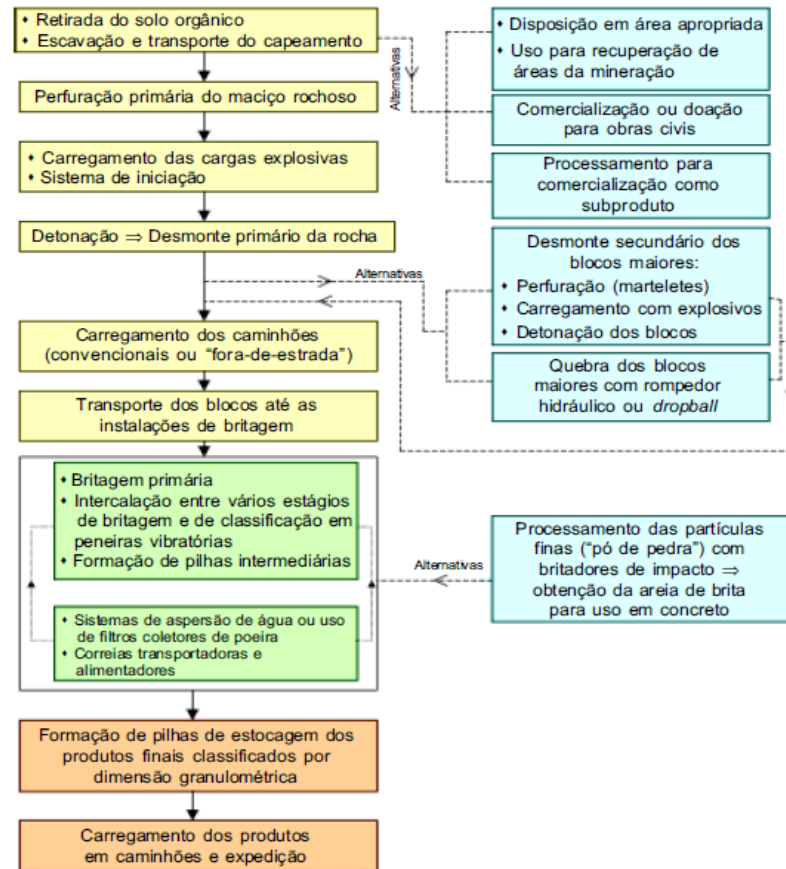 • Retirada do solo orgânico
• Escavação e transporte do capeamento
Perfuração primária do maciço rochoso
• Carregamento das cargas explosivas
• Sistema de iniciação
Detonação ⇒ Desmonte primário da rocha
Carregamento dos caminhões
(convencionais ou “fora-de-estrada”)
Transporte dos blocos até as
instalações de britagem
• Britagem primária
• Intercalação entre vários estágios
de britagem e de classificação em
peneiras vibratórias
• Formação de pilhas intermediárias
• Sistemas de aspersão de água ou uso
de filtros coletores de poeira
• Correias transportadoras e
alimentadores
Formação de pilhas de estocagem dos
produtos finais classificados por
dimensão granulométrica
Carregamento dos produtos
em caminhões e expedição
Alternativas
• Disposição em área apropriada
• Uso para recuperação de
áreas da mineração
Comercialização ou doação
para obras civis
Processamento para
comercialização como
subproduto
Alternativas
Desmonte secundário dos
blocos maiores:
• Perfuração (marteletes)
• Carregamento com explosivos
• Detonação dos blocos
Quebra dos blocos
maiores com rompedor
hidráulico ou dropball
Alternativas
Processamento das partículas
finas (“pó de pedra”) com
britadores de impacto ⇒
obtenção da areia de brita
para uso em concreto